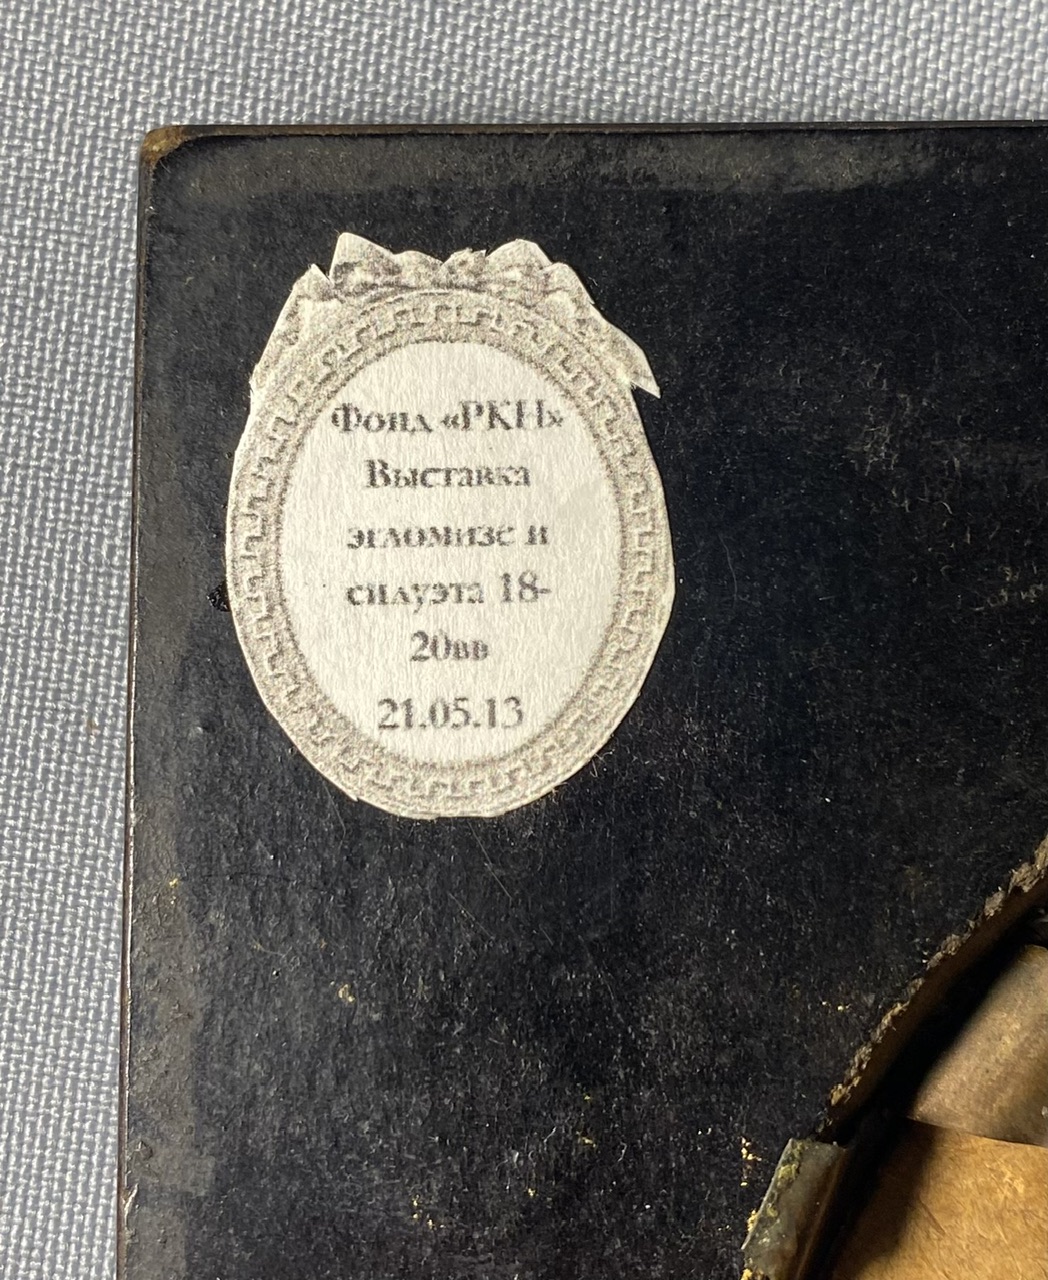 Фонд «РКН»
Выставка
эгломизе и
силуэта 18-
20вв
21.05.13